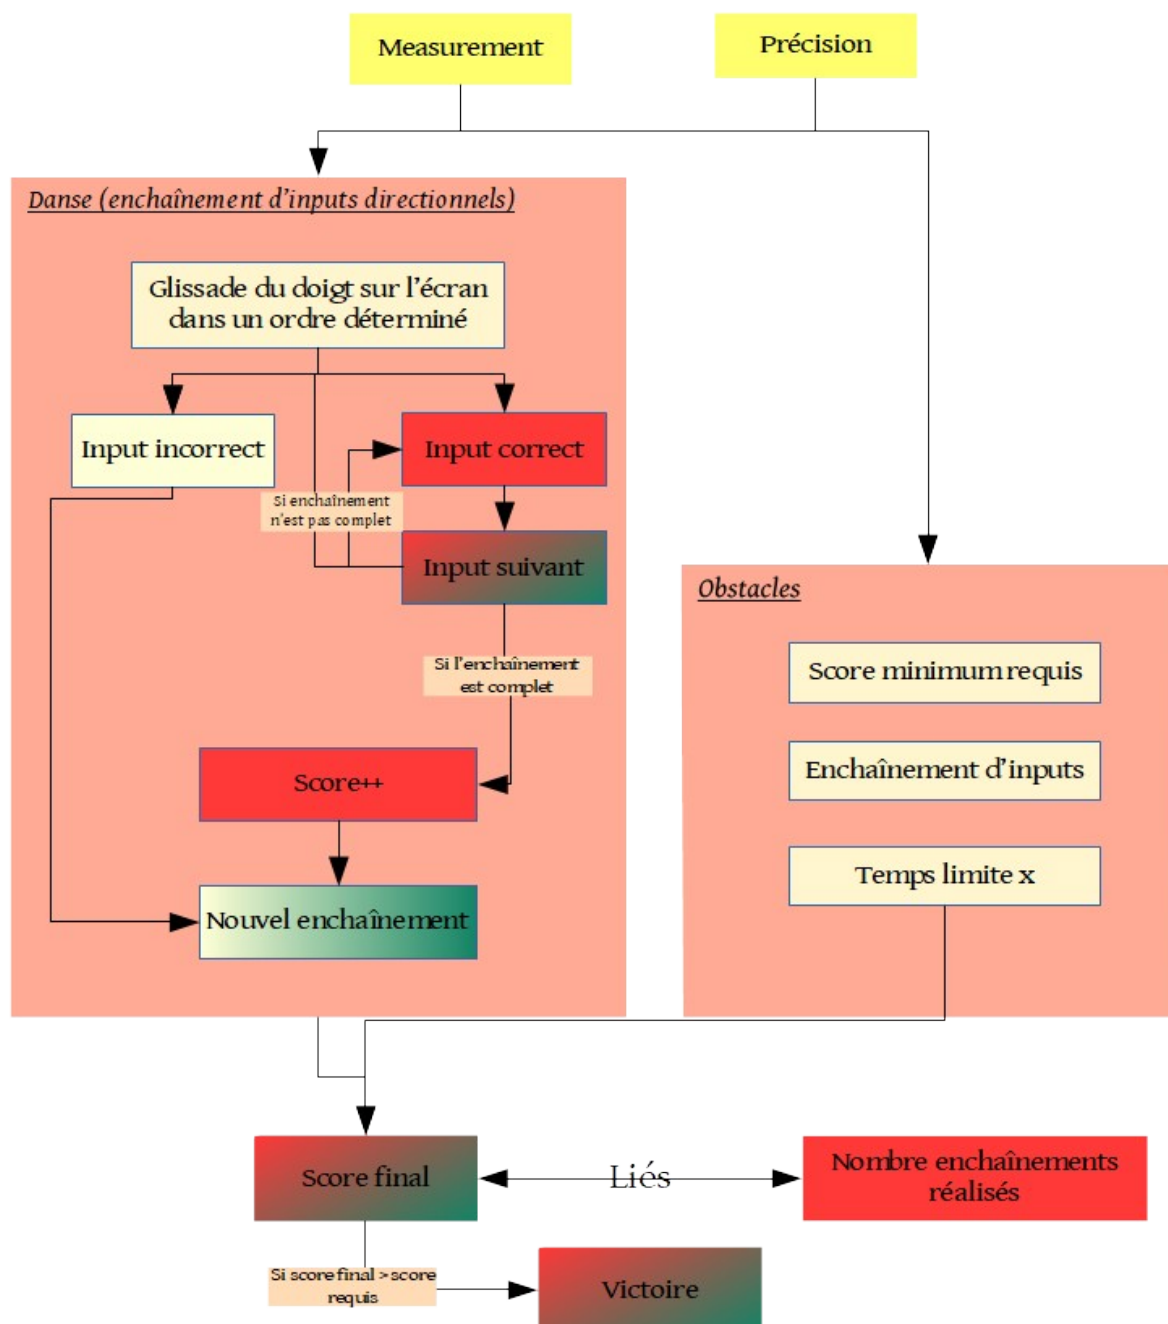 Measurement
Précision
Danse (enchaînement d'inputs directionnels)
Glissade du doigt sur l'écran
dans un ordre déterminé
Input incorrect
Input correct
Si enchaînement
n'est pas complet
Input suivant
Si l'enchaînement
est complet
Score++
Nouvel enchaînement
Obstacles
Score minimum requis
Enchaînement d'inputs
Temps limite x
Score final
Liés
Nombre enchaînements
réalisés
Si score final > score
requis
Victoire